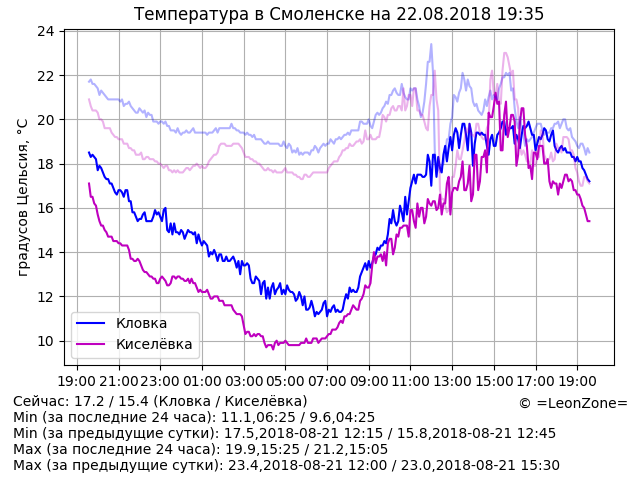 Температура в Смоленске на 22.08.2018 19:35
градусов Цельсия, °C
24
22
20
18
16
14
12
10
Кловка
Киселёвка
19:00 21:00 23:00 01:00 03:00 05:00 07:00 09:00 11:00 13:00 15:00 17:00 19:00
Сейчас: 17.2 / 15.4 (Кловка / Киселёвка)
© =LeonZone=
Min (за последние 24 часа): 11.1,06:25 / 9.6,04:25
Min (за предыдущие сутки): 17.5,2018-08-21 12:15 / 15.8,2018-08-21 12:45
Max (за последние 24 часа): 19.9,15:25 / 21.2,15:05
Max (за предыдущие сутки): 23.4,2018-08-21 12:00 / 23.0,2018-08-21 15:30